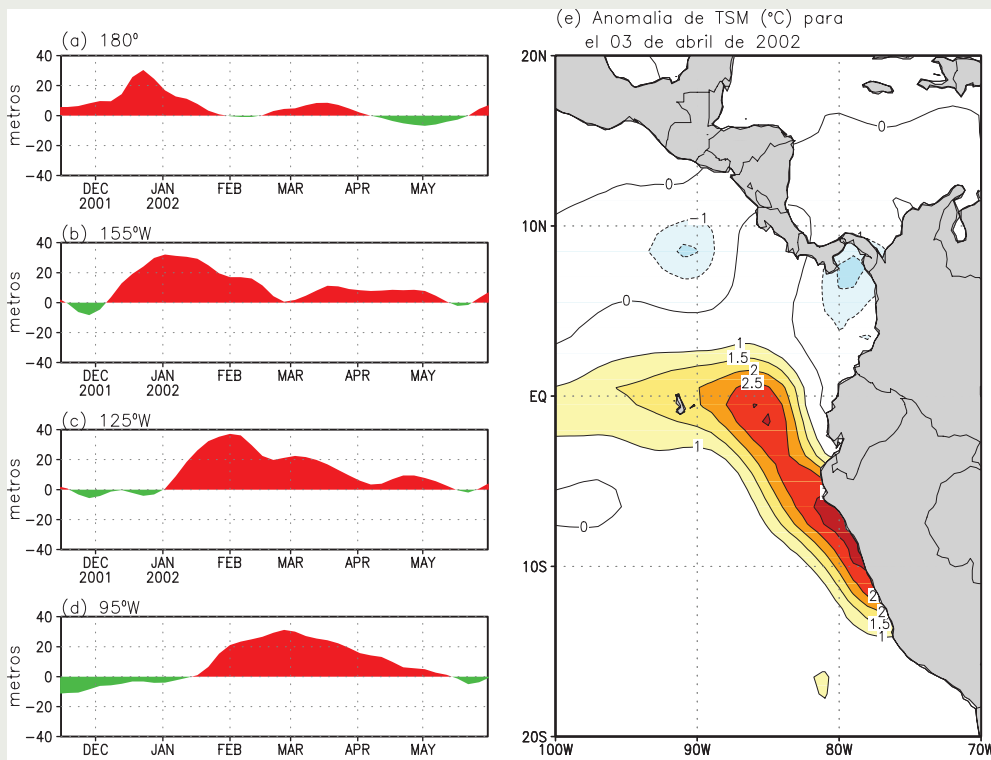 (a) 180°
metros
40
20
0
−20
−40
DEC JAN FEB MAR APR MAY
2001 2002
(b) 155°W
metros
40
20
0
−20
−40
DEC JAN FEB MAR APR MAY
2001 2002
(c) 125°W
metros
40
20
0
−20
−40
DEC JAN FEB MAR APR MAY
2001 2002
(d) 95°W
metros
40
20
0
−20
−40
DEC JAN FEB MAR APR MAY
(e) Anomalia de TSM (°C) para
el 03 de abril de 2002
20N
10N
EQ
10S
20S
100W 90W 80W 70W
0
0
−1
0
1
1.5
2
2.5
1
0
2
2
1.5
1